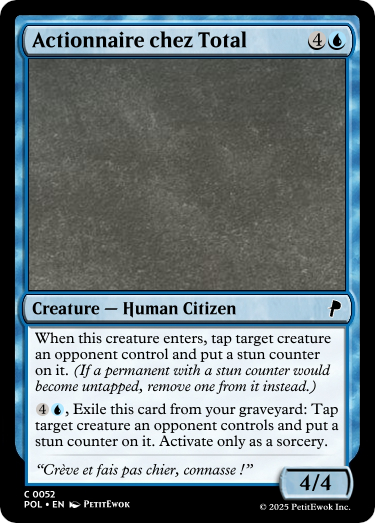 Actionnaire chez Total 4
Creature — Human Citizen
When this creature enters, tap target creature
an opponent control and put a stun counter
on it. (If a permanent with a stun counter would
become untapped, remove one from it instead.)
4 , Exile this card from your graveyard: Tap
target creature an opponent controls and put a
stun counter on it. Activate only as a sorcery.
“Crève et fais pas chier, connasse !”
4/4
C 0052
POL • EN PetitEwok
© 2025 PetitEwok Inc.